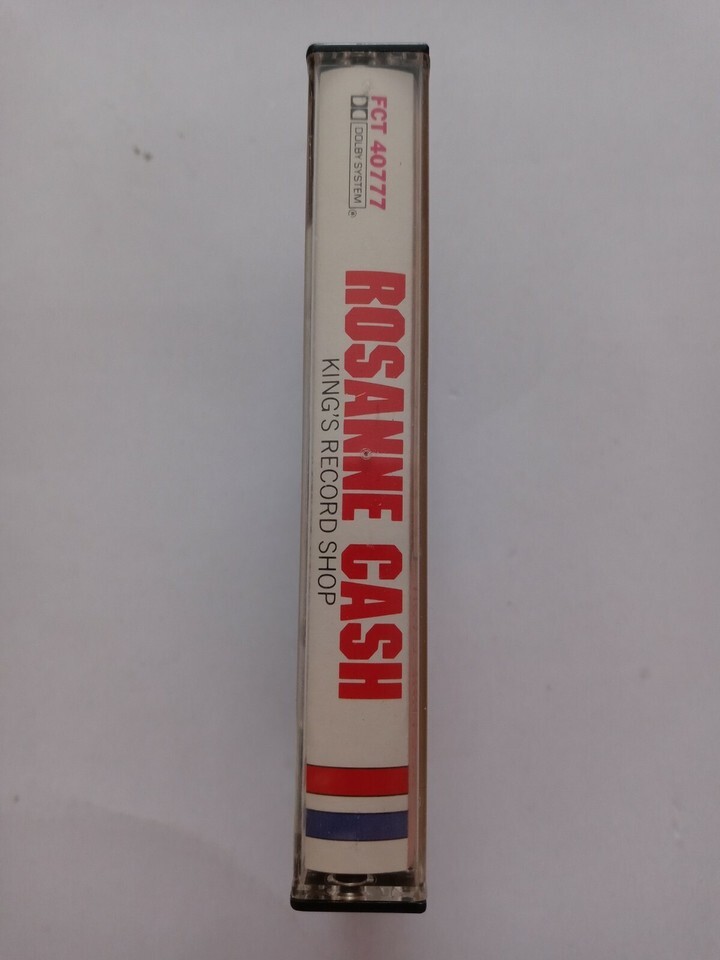 FCT 40777
DOLBY SYSTEM ®
ROSANNE CASH
KING'S RECORD SHOP